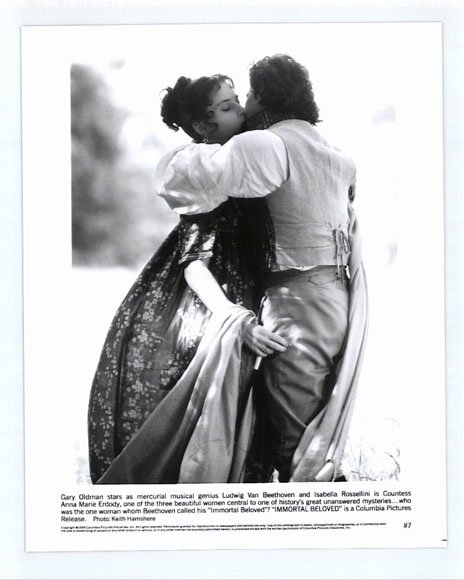 Gary Oldman stars as mercurial musical genius Ludwig Van Beethoven and Isabella Rossellini is Countess
Anna Marie Erdody, one of the three beautiful women central to one of history's great unanswered mysteries...who
was the one woman whom Beethoven called his "Immortal Beloved"? "IMMORTAL BELOVED" is a Columbia Pictures
Release. Photo: Keith Hamshere
#7